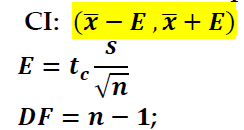 CI: (x̅ − E , x̅ + E)
E = t_c s/√n
DF = n − 1;